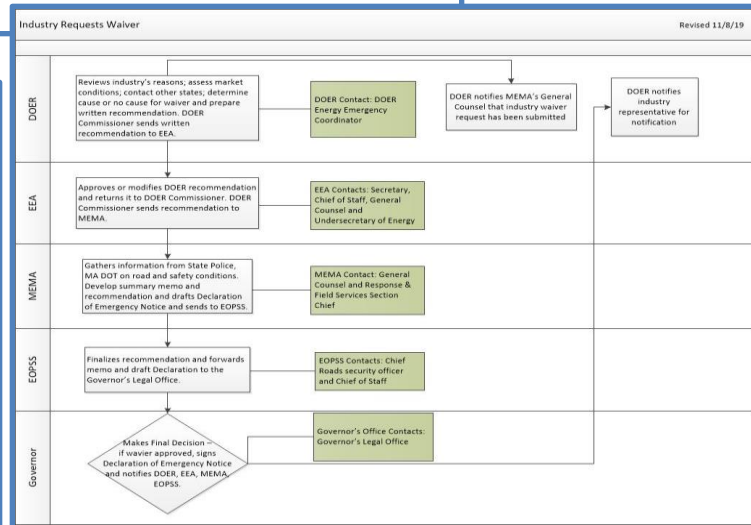 Industry Requests Waiver
Revised 11/8/19
DOER
Reviews industry's reasons; assess market
conditions; contact other states; determine
cause or no cause for waiver and prepare
written recommendation. DOER
Commissioner sends written
recommendation to EEA.
DOER Contact: DOER
Energy Emergency
Coordinator
DOER notifies MEMA's General
Counsel that industry waiver
request has been submitted
DOER notifies
industry
representative for
notification
EEA
Approves or modifies DOER recommendation
and returns it to DOER Commissioner. DOER
Commissioner sends recommendation to
MEMA.
EEA Contacts: Secretary,
Chief of Staff, General
Counsel and
Undersecretary of Energy
MEMA
Gathers information from State Police,
MA DOT on road and safety conditions.
Develop summary memo and
recommendation and drafts Declaration
of Emergency Notice and sends to EOPSS.
MEMA Contact: General
Counsel and Response &
Field Services Section
Chief
EOPSS
Finalizes recommendation and forwards
memo and draft Declaration to the
Governor's Legal Office.
EOPSS Contacts: Chief
Roads security officer
and Chief of Staff
Governor
Makes Final Decision –
if wavier approved, signs
Declaration of Emergency Notice
and notifies DOER, EEA, MEMA,
EOPSS.
Governor's Office Contacts:
Governor's Legal Office